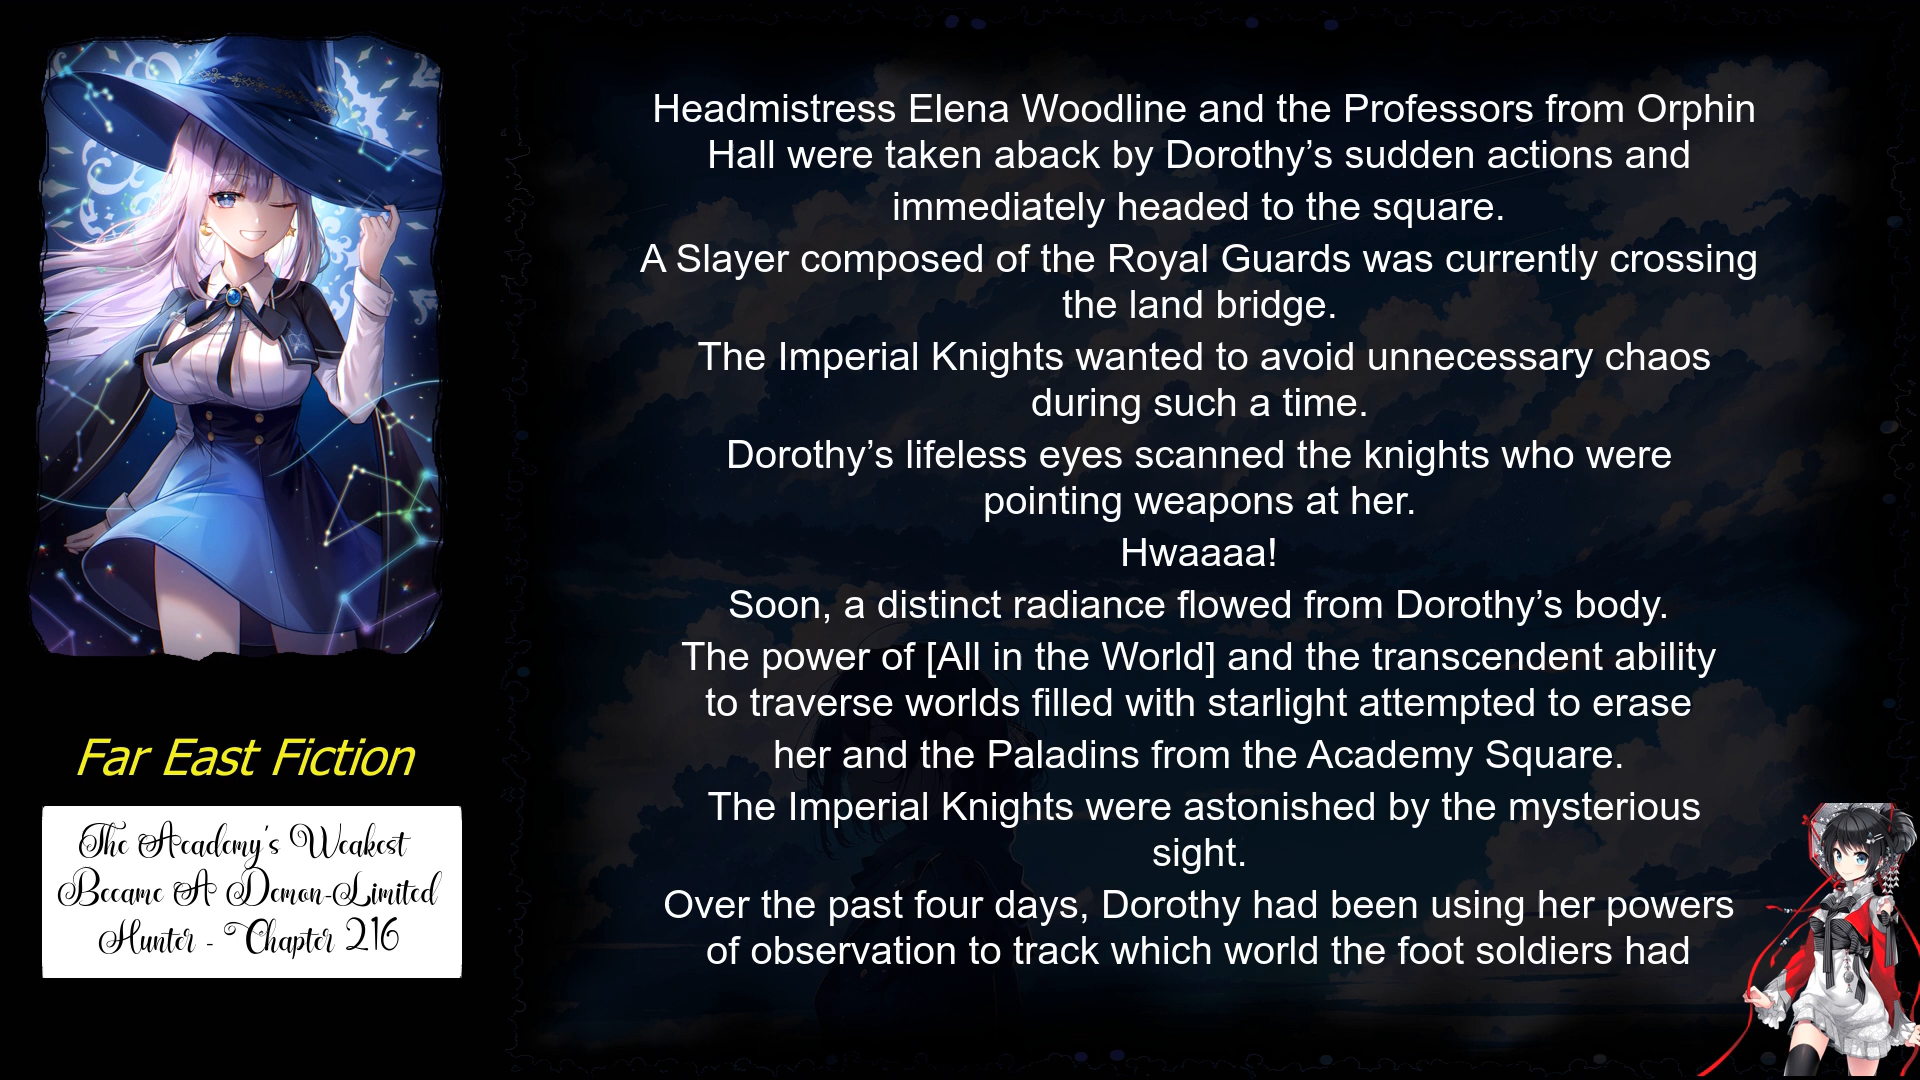 Headmistress Elena Woodline and the Professors from Orphin
Hall were taken aback by Dorothy’s sudden actions and
immediately headed to the square.
A Slayer composed of the Royal Guards was currently crossing
the land bridge.
The Imperial Knights wanted to avoid unnecessary chaos
during such a time.
Dorothy’s lifeless eyes scanned the knights who were
pointing weapons at her.
Hwaaaa!
Soon, a distinct radiance flowed from Dorothy’s body.
The power of [All in the World] and the transcendent ability
to traverse worlds filled with starlight attempted to erase
her and the Paladins from the Academy Square.
The Imperial Knights were astonished by the mysterious
sight.
Over the past four days, Dorothy had been using her powers
of observation to track which world the foot soldiers had
Far East Fiction
The Academy's Weakest
Became A Demon-Limited
Hunter - Chapter 216